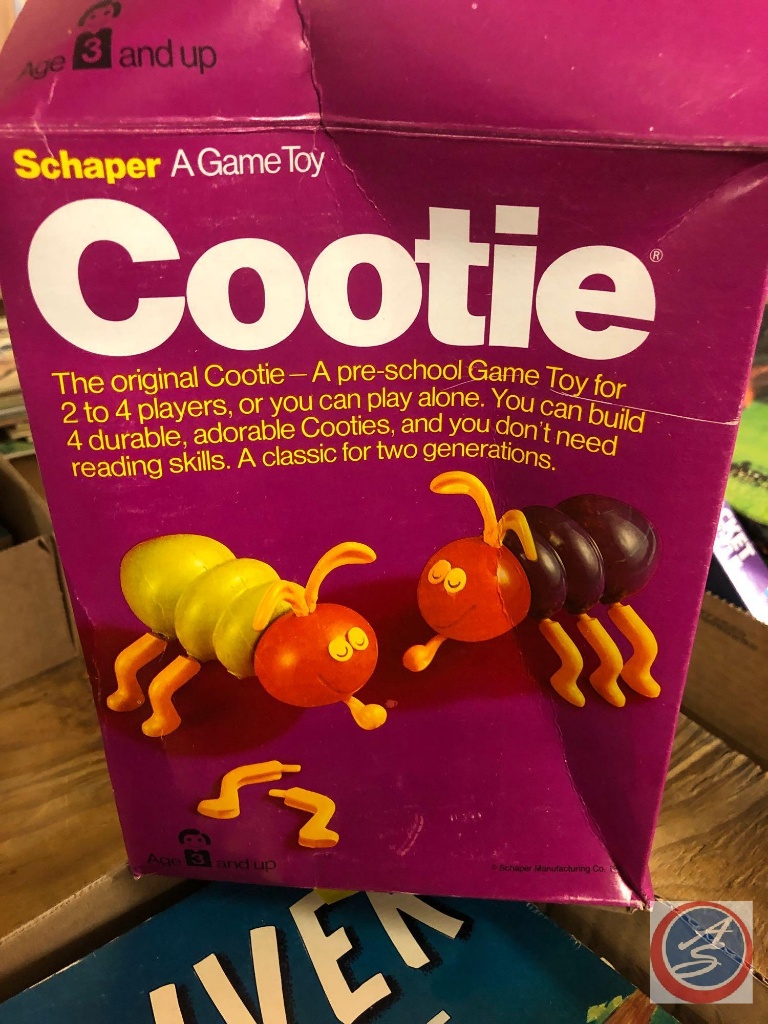 Age 3 and up
Schaper A Game Toy
Cootie®
The original Cootie — A pre-school Game Toy for
2 to 4 players, or you can play alone. You can build
4 durable, adorable Cooties, and you don't need
reading skills. A classic for two generations.
Age 3 and up
© Schaper Manufacturing Co.
AS